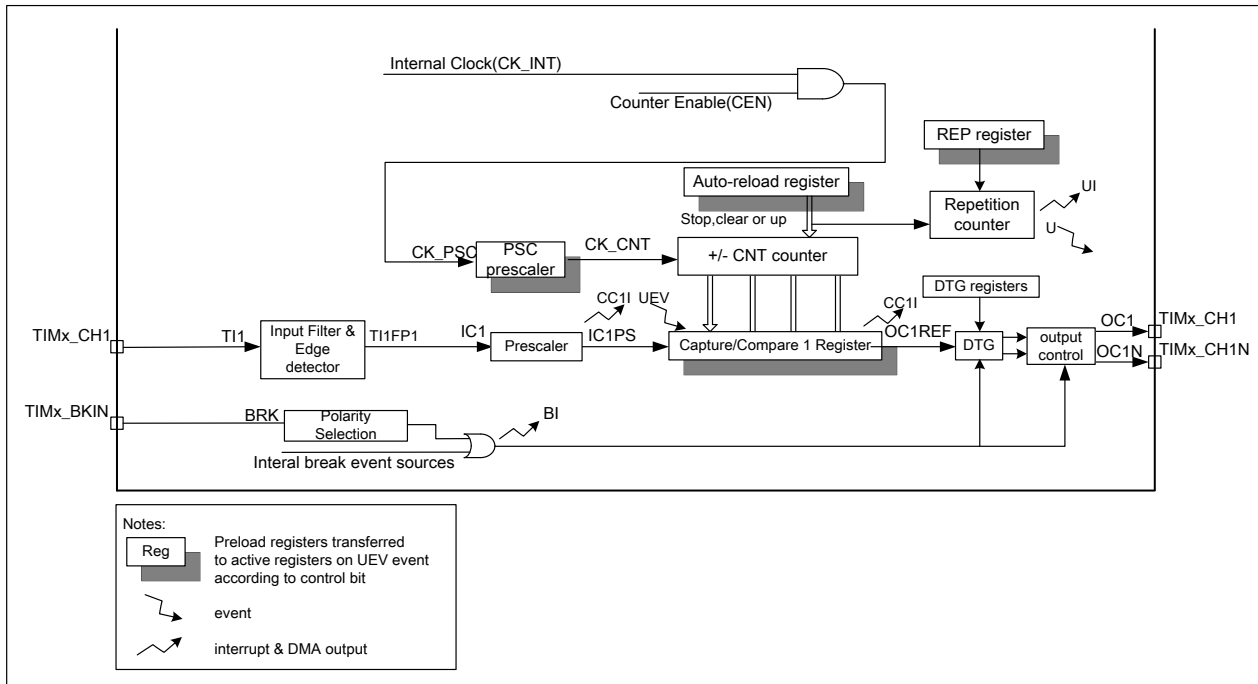 Internal Clock(CK_INT)
Counter Enable(CEN)
REP register
Auto-reload register
UI
Stop,clear or up
Repetition
counter
U
CK_PSC
PSC
prescaler
CK_CNT
+/- CNT counter
DTG registers
CC1I
UEV
CC1I
TIMx_CH1
TI1
Input Filter &
Edge
detector
TI1FP1
IC1
Prescaler
IC1PS
Capture/Compare 1 Register
OC1REF
DTG
output
control
OC1
TIMx_CH1
OC1N
TIMx_CH1N
TIMx_BKIN
BRK
Polarity
Selection
BI
Interal break event sources
Notes:
Reg
Preload registers transferred
to active registers on UEV event
according to control bit
event
interrupt & DMA output